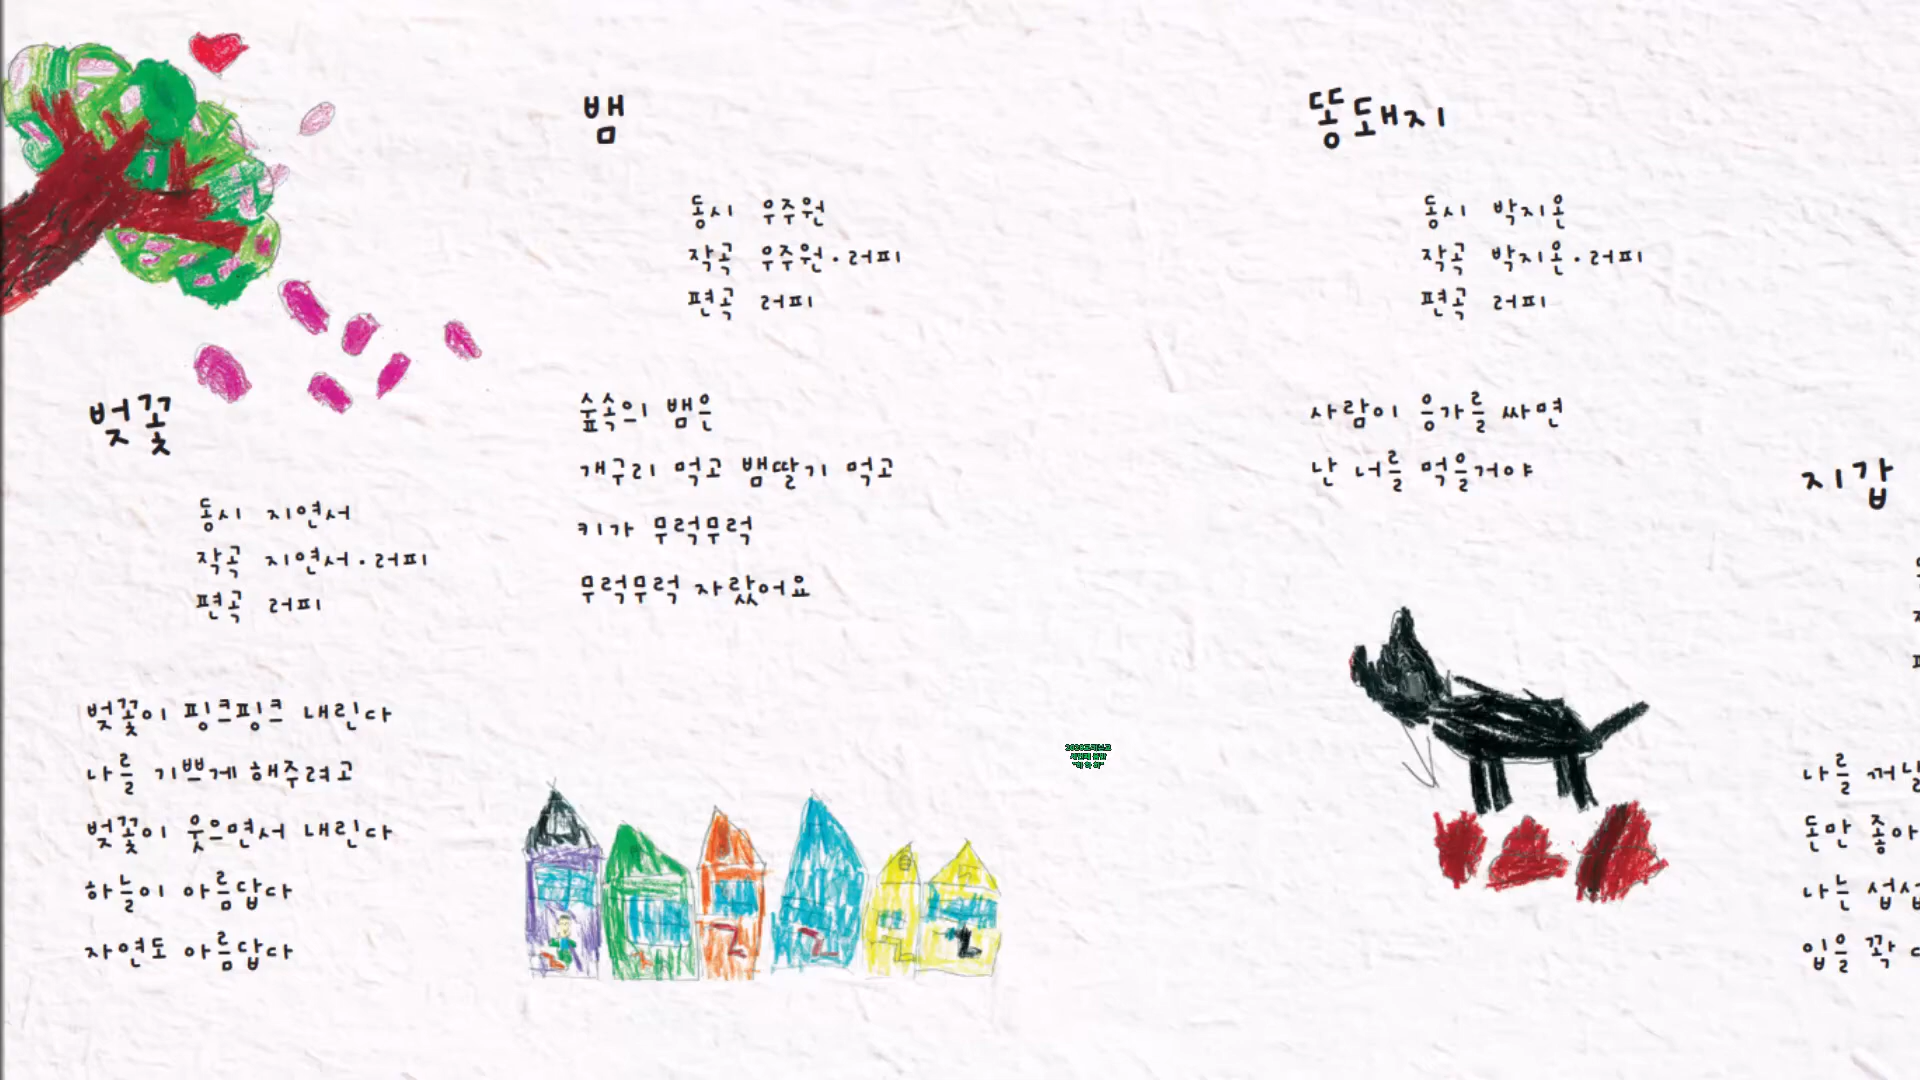 벚꽃
동시 지연서
작곡 지연서·러피
편곡 러피
벚꽃이 핑크핑크 내린다
나를 기쁘게 해주려고
벚꽃이 웃으면서 내린다
하늘이 아름답다
자연도 아름답다
뱀
동시 우주원
작곡 우주원·러피
편곡 러피
숲속의 뱀은
개구리 먹고 뱀딸기 먹고
키가 무럭무럭
무럭무럭 자랐어요
똥돼지
동시 박지온
작곡 박지온·러피
편곡 러피
사람이 응가를 싸면
난 너를 먹을거야
지갑
나를 꺼낼
돈만 좋아
나는 섭섭
입을 꽉